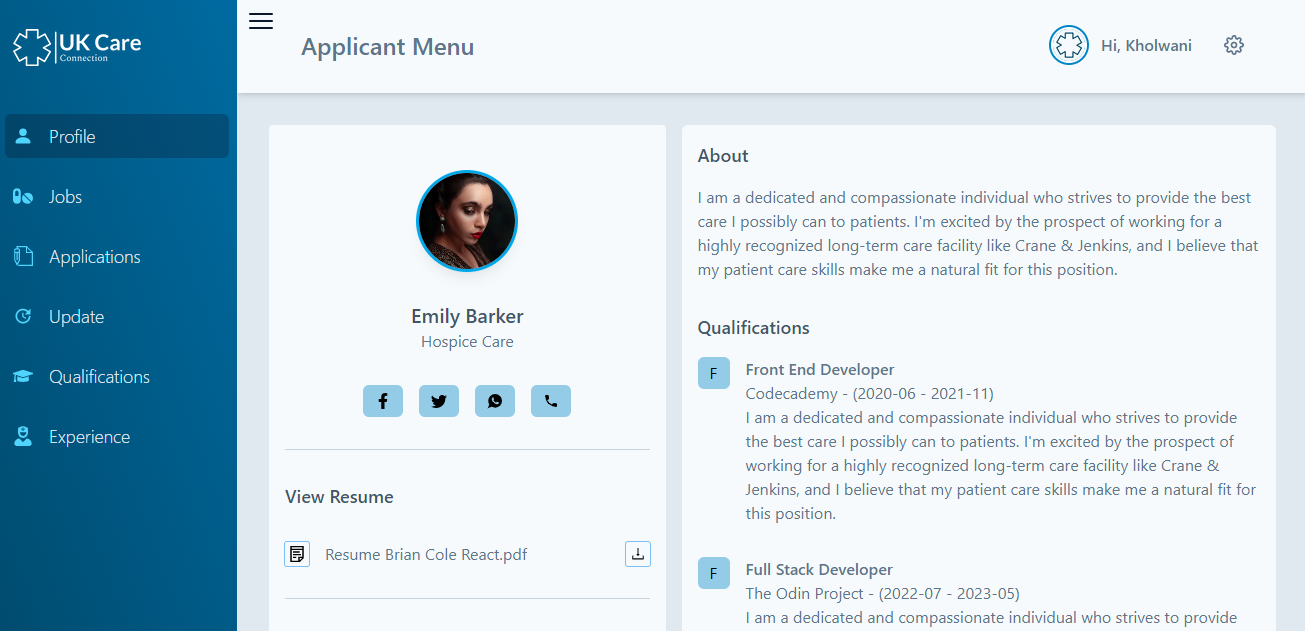 UK Care
Connection
Profile
Jobs
Applications
Update
Qualifications
Experience
Applicant Menu
Hi, Kholwani
Emily Barker
Hospice Care
View Resume
Resume Brian Cole React.pdf
About
I am a dedicated and compassionate individual who strives to provide the best
care I possibly can to patients. I'm excited by the prospect of working for a
highly recognized long-term care facility like Crane & Jenkins, and I believe that
my patient care skills make me a natural fit for this position.
Qualifications
F
Front End Developer
Codecademy - (2020-06 - 2021-11)
I am a dedicated and compassionate individual who strives to provide
the best care I possibly can to patients. I'm excited by the prospect of
working for a highly recognized long-term care facility like Crane &
Jenkins, and I believe that my patient care skills make me a natural fit for
this position.
F
Full Stack Developer
The Odin Project - (2022-07 - 2023-05)
I am a dedicated and compassionate individual who strives to provide